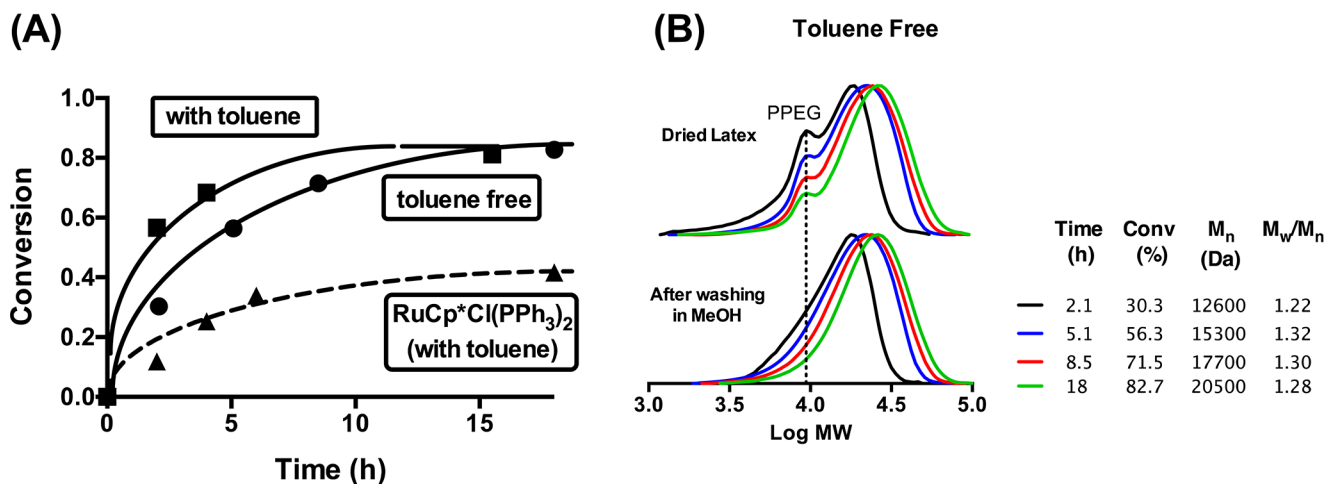 (A)
with toluene
toluene free
RuCp*Cl(PPh3)2
(with toluene)
Conversion
1.0
0.8
0.6
0.4
0.2
0.0
0 5 10 15
Time (h)
(B)
Toluene Free
PPEG
Dried Latex
After washing
in MeOH
3.0 3.5 4.0 4.5 5.0
Log MW
Time Conv Mn Mw/Mn
(h) (%) (Da)
2.1 30.3 12600 1.22
5.1 56.3 15300 1.32
8.5 71.5 17700 1.30
18 82.7 20500 1.28